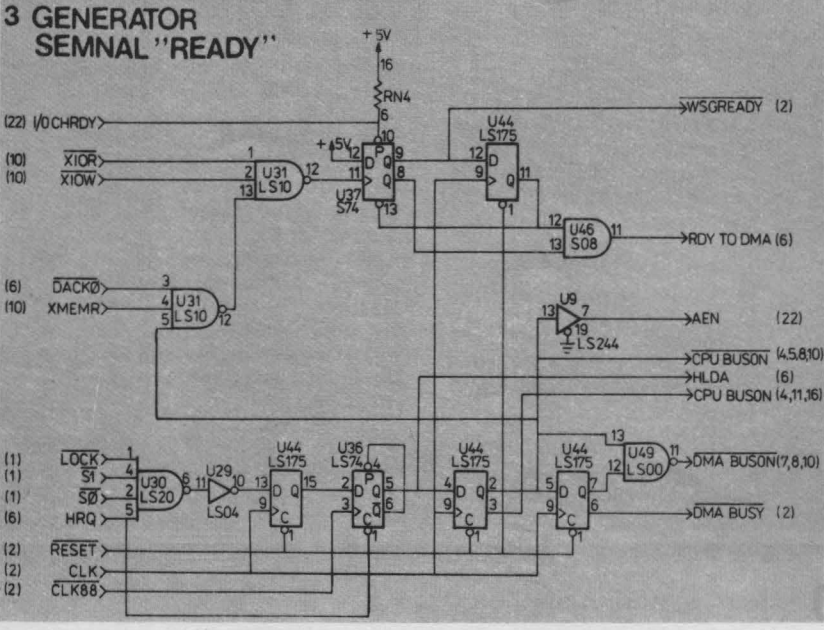 3 GENERATOR
SEMNAL "READY"
+5V
16
RN4
6
(22) I/O CHRDY
10
P
+5V 12 D Q 9
11 Q 8
U37
S74
13
WSGREADY (2)
U44
LS175
12 D
9 Q 11
1
(10) XIOR 1
(10) XIOW 2
13
U31
LS10
12
12
13
U46
S08
11
RDY TO DMA (6)
(6) DACKØ 3
(10) XMEMR 4
5
U31
LS10
12
U9
13 7
19
LS244
AEN (22)
CPU BUSON (4,5,8,10)
HLDA (6)
CPU BUSON (4,11,16)
(1) LOCK 1
(1) S1 4
(1) SØ 2
(6) HRQ 5
U30
LS20
6
U29
11 10
LS04
U44
LS175
13 D Q 15
9
C
1
U36
LS74
4
P
2 D Q 5
3 C Q 6
1
U44
LS175
4 D Q 2
9 3
C
1
U44
LS175
5 D Q 7
9 6
C
1
13
12
U49
LS00
11
DMA BUSON (7,8,10)
DMA BUSY (2)
(2) RESET
(2) CLK
(2) CLK88